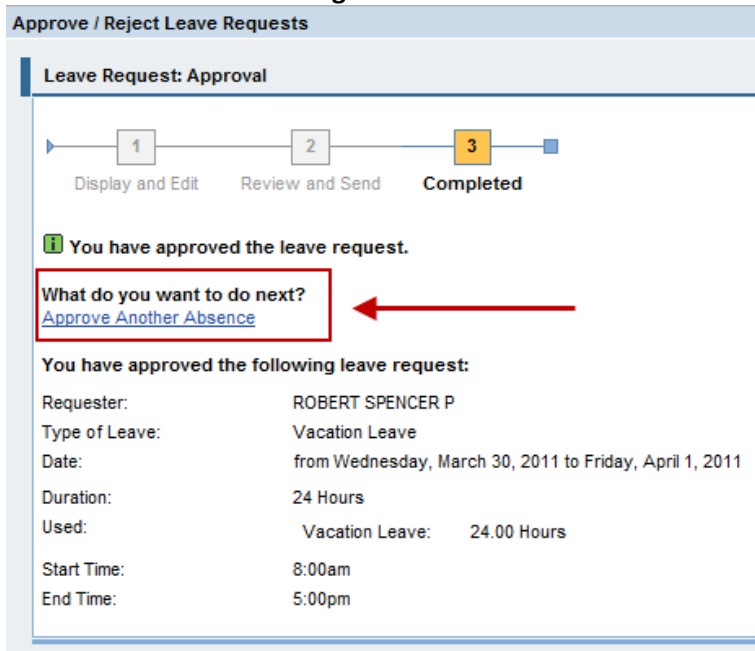 Approve / Reject Leave Requests
Leave Request: Approval
1 2 3
Display and Edit Review and Send Completed
You have approved the leave request.
What do you want to do next?
Approve Another Absence
You have approved the following leave request:
Requester: ROBERT SPENCER P
Type of Leave: Vacation Leave
Date: from Wednesday, March 30, 2011 to Friday, April 1, 2011
Duration: 24 Hours
Used: Vacation Leave: 24.00 Hours
Start Time: 8:00am
End Time: 5:00pm